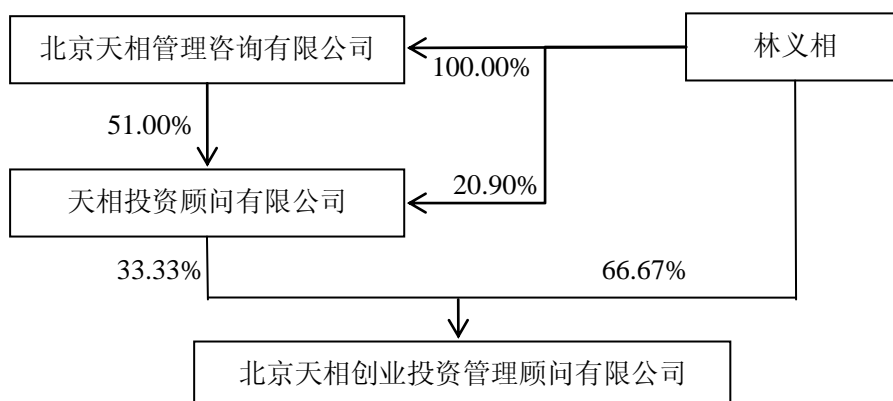 北京天相管理咨询有限公司
林义相
100.00%
51.00%
天相投资顾问有限公司
20.90%
33.33%
66.67%
北京天相创业投资管理顾问有限公司